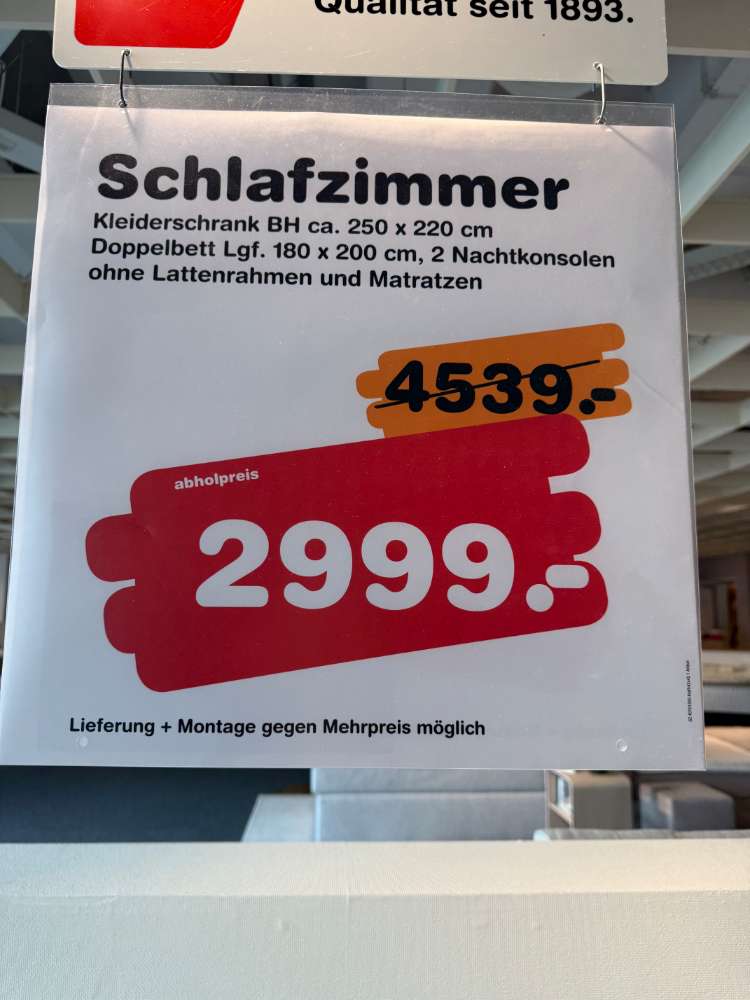 Qualität seit 1893.
Schlafzimmer
Kleiderschrank BH ca. 250 x 220 cm
Doppelbett Lgf. 180 x 200 cm, 2 Nachtkonsolen
ohne Lattenrahmen und Matratzen
4539.-
abholpreis
2999.-
Lieferung + Montage gegen Mehrpreis möglich